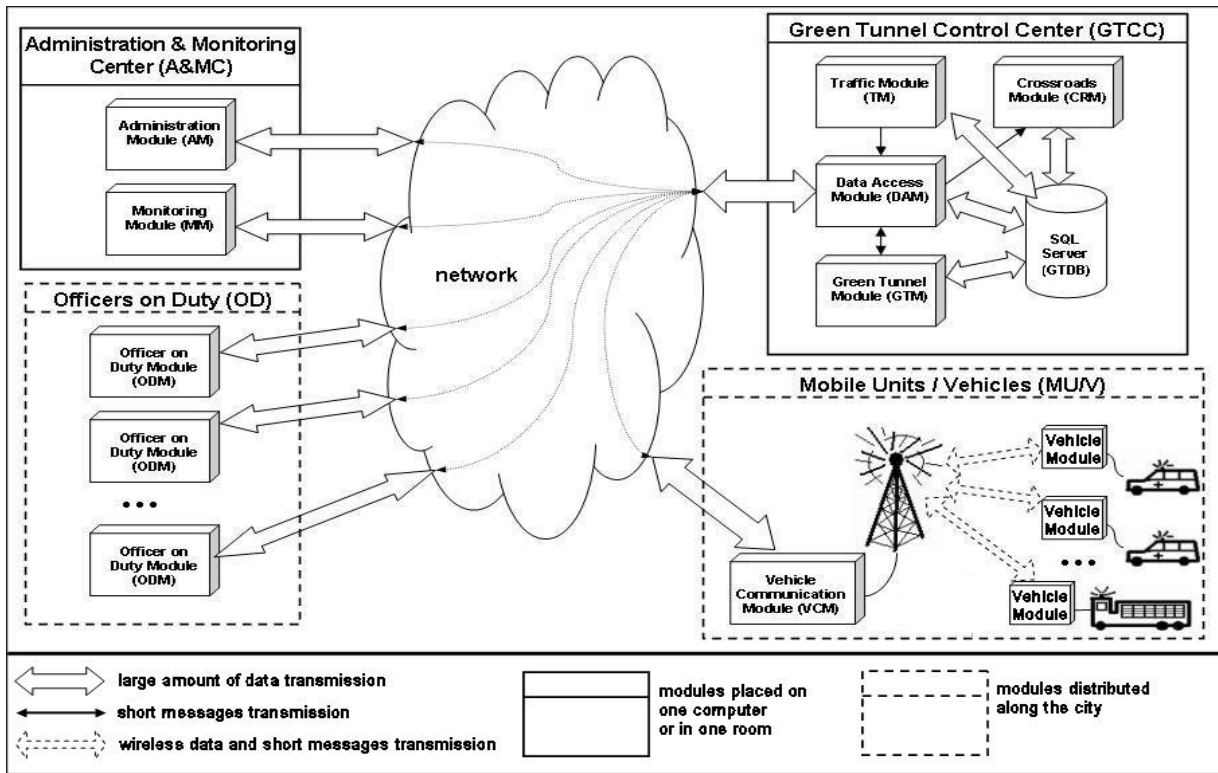 Administration & Monitoring
Center (A&MC)
Administration
Module (AM)
Monitoring
Module (MM)
Officers on Duty (OD)
Officer on
Duty Module
(ODM)
Officer on
Duty Module
(ODM)
•••
Officer on
Duty Module
(ODM)
network
Green Tunnel Control Center (GTCC)
Traffic Module
(TM)
Crossroads
Module (CRM)
Data Access
Module (DAM)
Green Tunnel
Module (GTM)
SQL
Server
(GTDB)
Mobile Units / Vehicles (MU/V)
Vehicle
Module
Vehicle
Module
•••
Vehicle
Module
Vehicle
Communication
Module (VCM)
large amount of data transmission
short messages transmission
wireless data and short messages transmission
modules placed on
one computer
or in one room
modules distributed
along the city